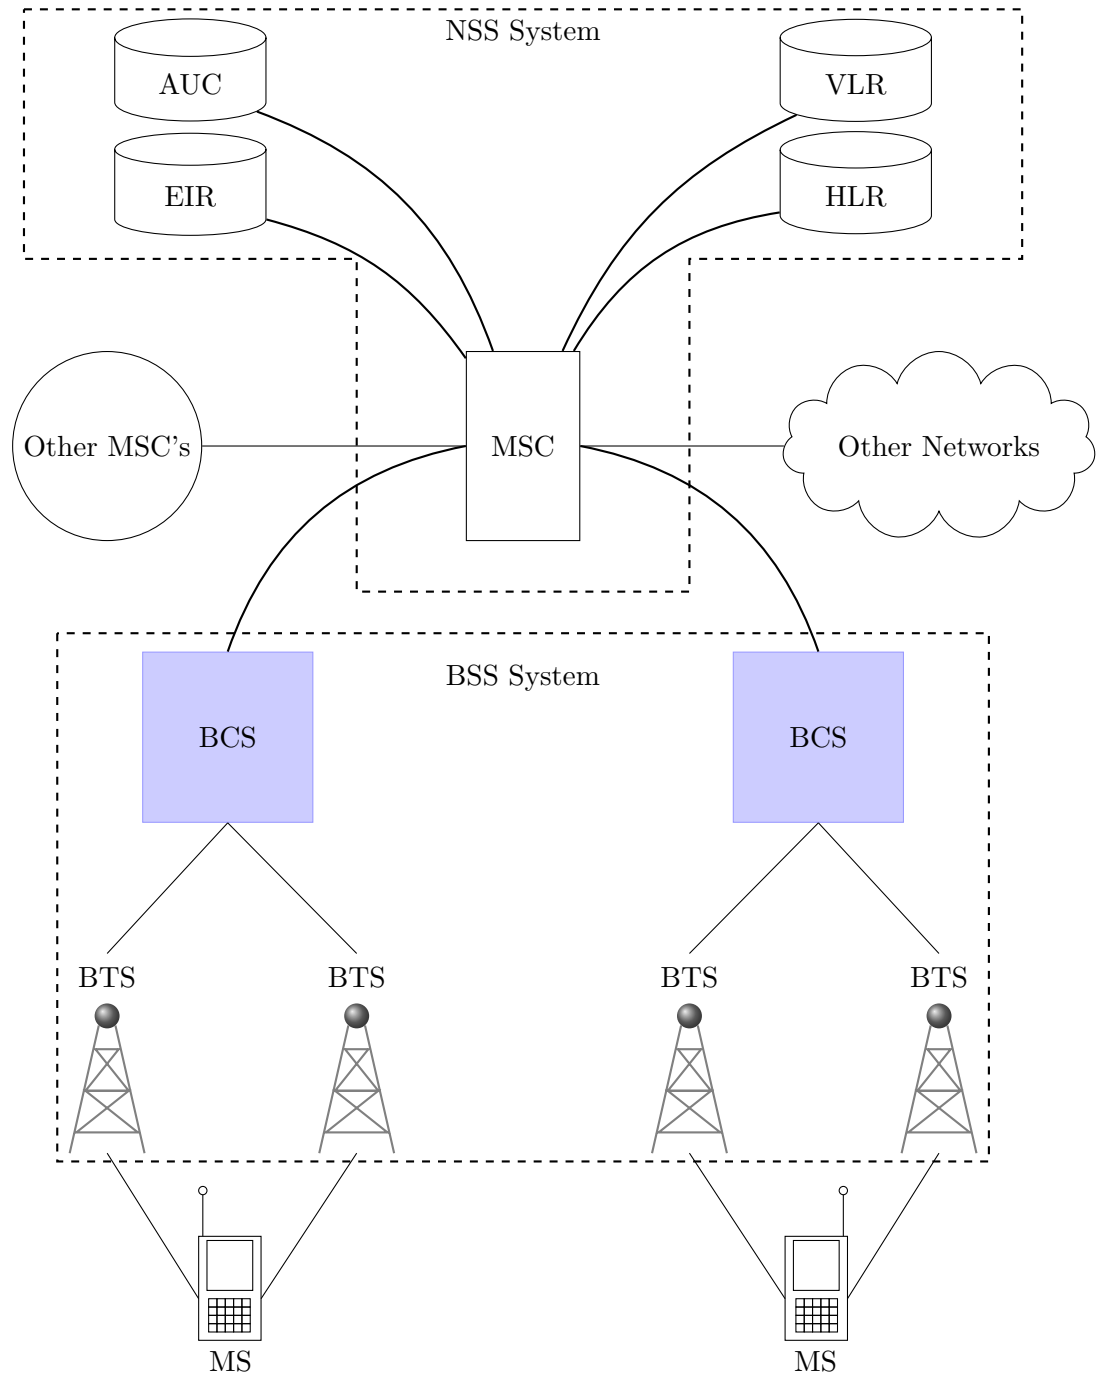 NSS System
AUC
VLR
EIR
HLR
Other MSC's
MSC
Other Networks
BSS System
BCS
BCS
BTS
BTS
BTS
BTS
MS
MS